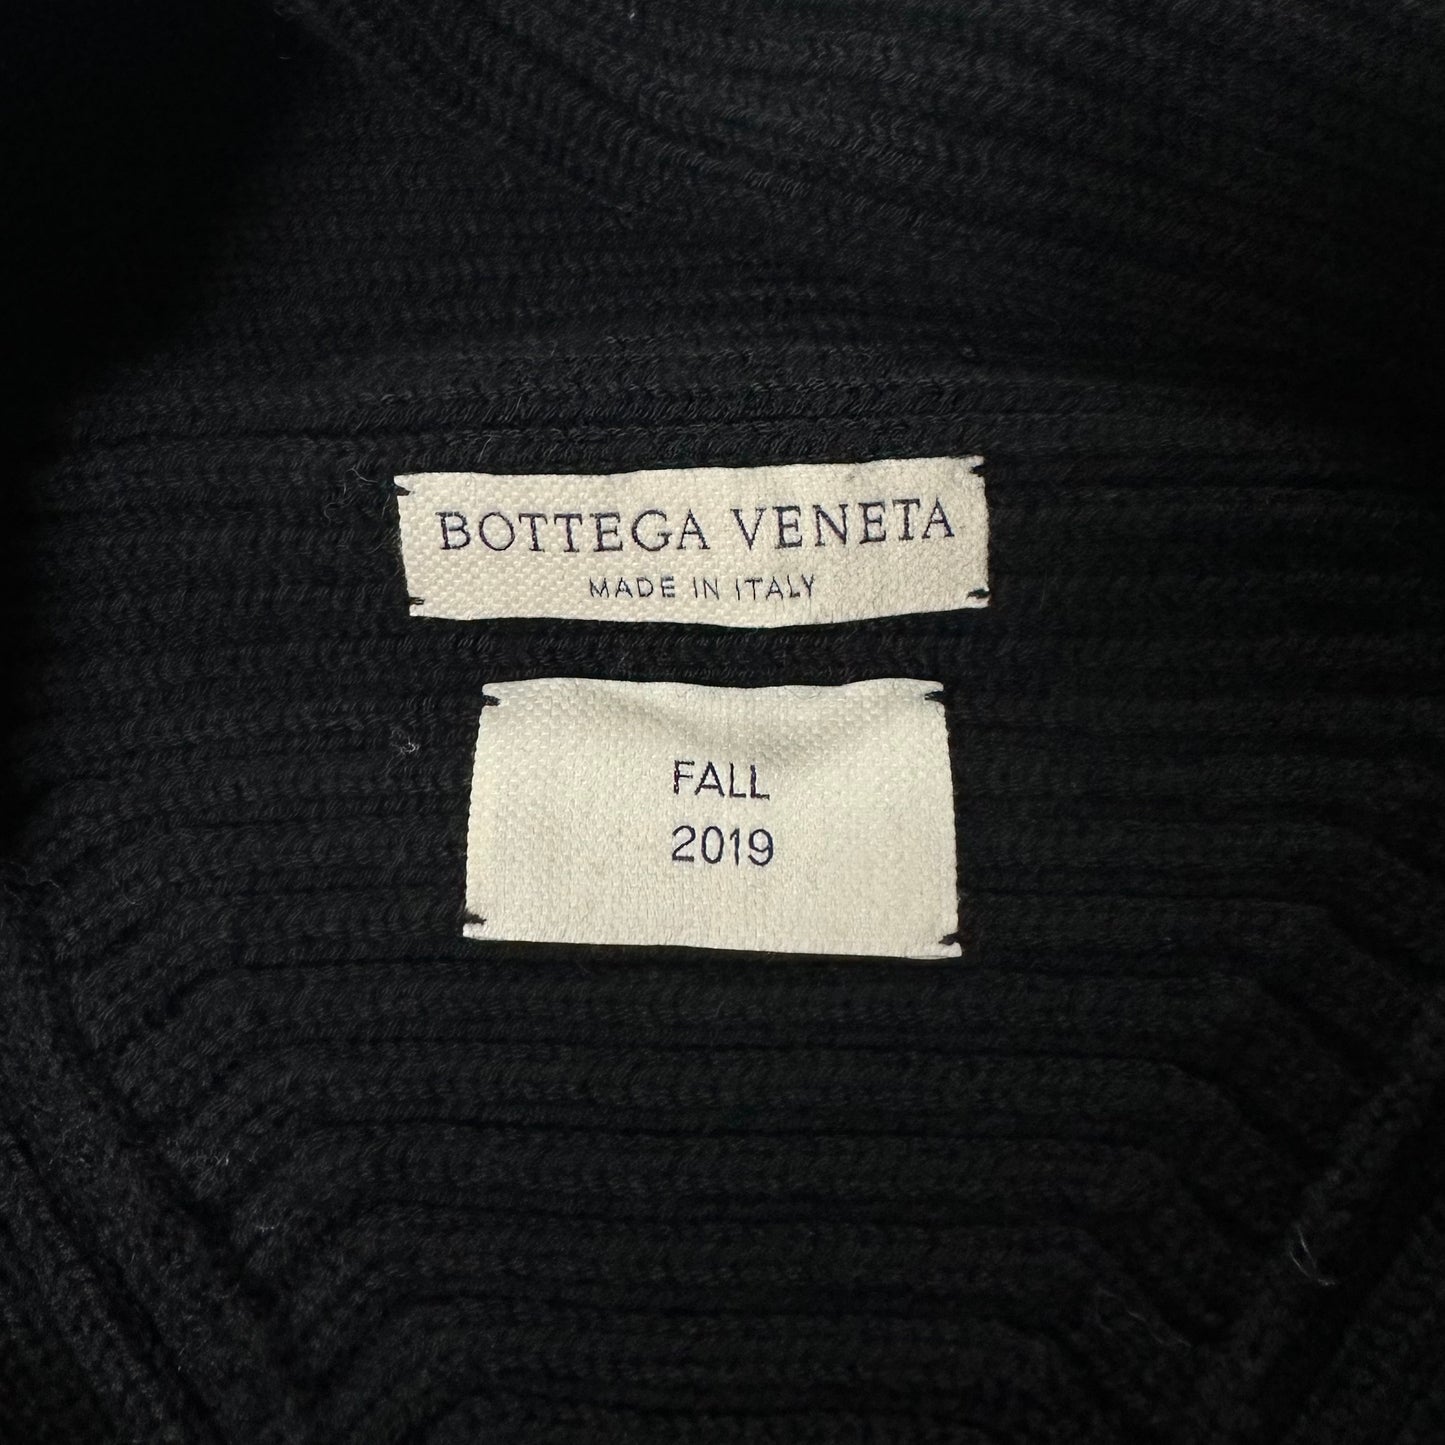 BOTTEGA VENETA
MADE IN ITALY
FALL
2019